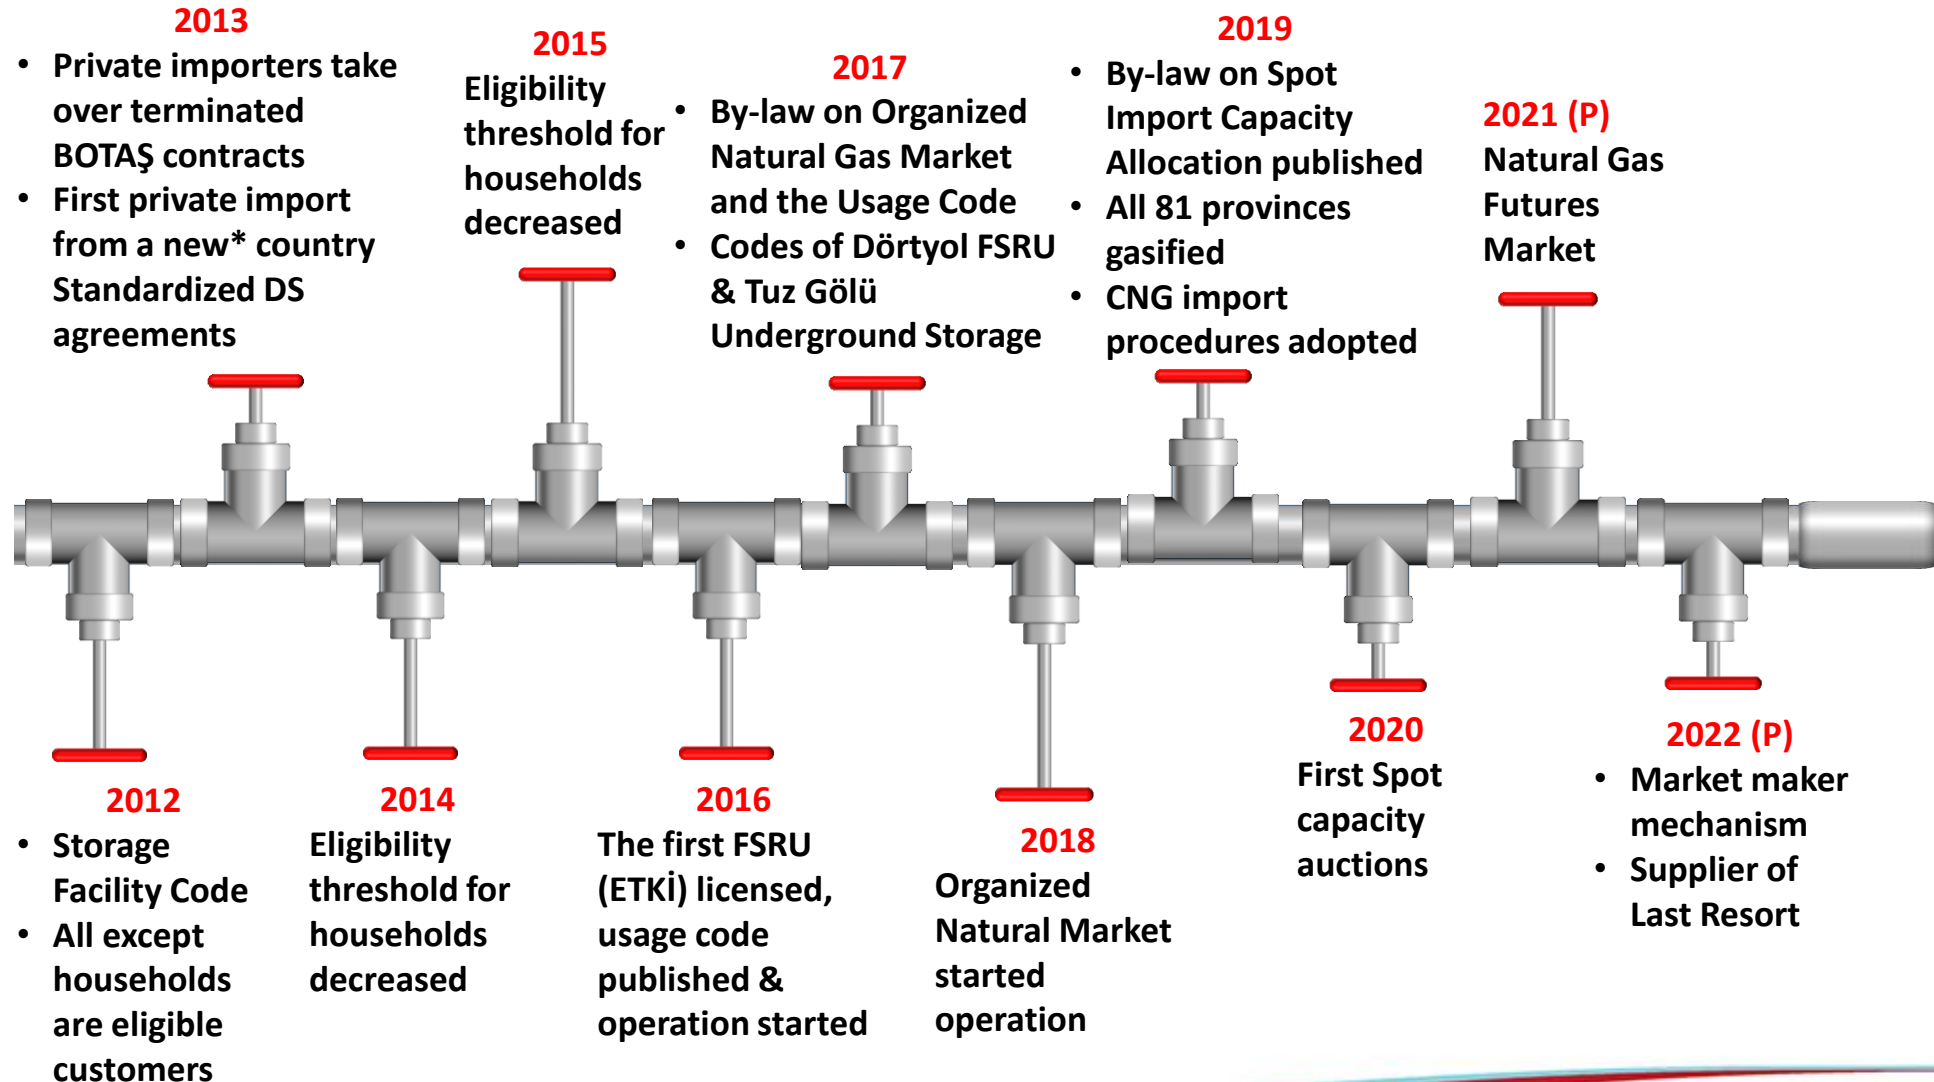 2013
• Private importers take
over terminated
BOTAŞ contracts
• First private import
from a new* country
Standardized DS
agreements
2015
Eligibility
threshold for
households
decreased
2017
• By-law on Organized
Natural Gas Market
and the Usage Code
• Codes of Dörtyol FSRU
& Tuz Gölü
Underground Storage
2019
• By-law on Spot
Import Capacity
Allocation published
• All 81 provinces
gasified
• CNG import
procedures adopted
2021 (P)
Natural Gas
Futures
Market
2012
• Storage
Facility Code
• All except
households
are eligible
customers
2014
Eligibility
threshold for
households
decreased
2016
The first FSRU
(ETKİ) licensed,
usage code
published &
operation started
2018
Organized
Natural Market
started
operation
2020
First Spot
capacity
auctions
2022 (P)
• Market maker
mechanism
• Supplier of
Last Resort